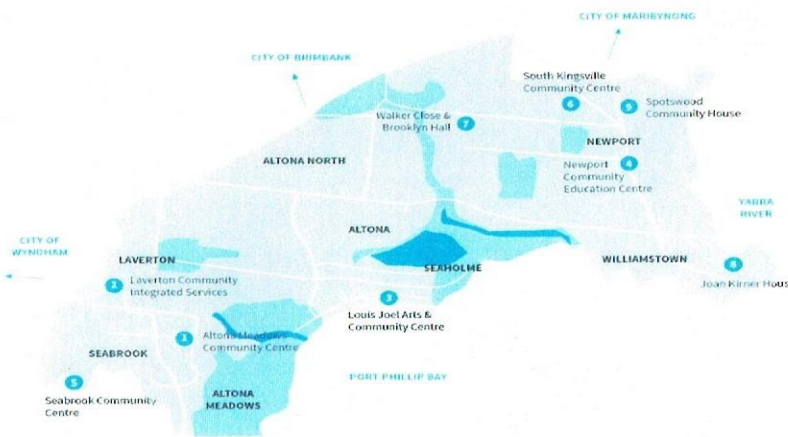 CITY OF MARIBYNONG
CITY OF BRIMBANK
South Kingsville
Community Centre
6
9
Spotswood
Community House
Walker Close &
Brooklyn Hall
7
NEWPORT
ALTONA NORTH
Newport
Community
Education Centre
4
YARRA
RIVER
ALTONA
CITY OF
WYNDHAM
LAVERTON
SEAHOLME
WILLIAMSTOWN
8
Joan Kirner Hous
2
Laverton Community
Integrated Services
3
Louis Joel Arts &
Community Centre
1
Altona Meadows
Community Centre
SEABROOK
PORT PHILLIP BAY
5
Seabrook Community
Centre
ALTONA
MEADOWS